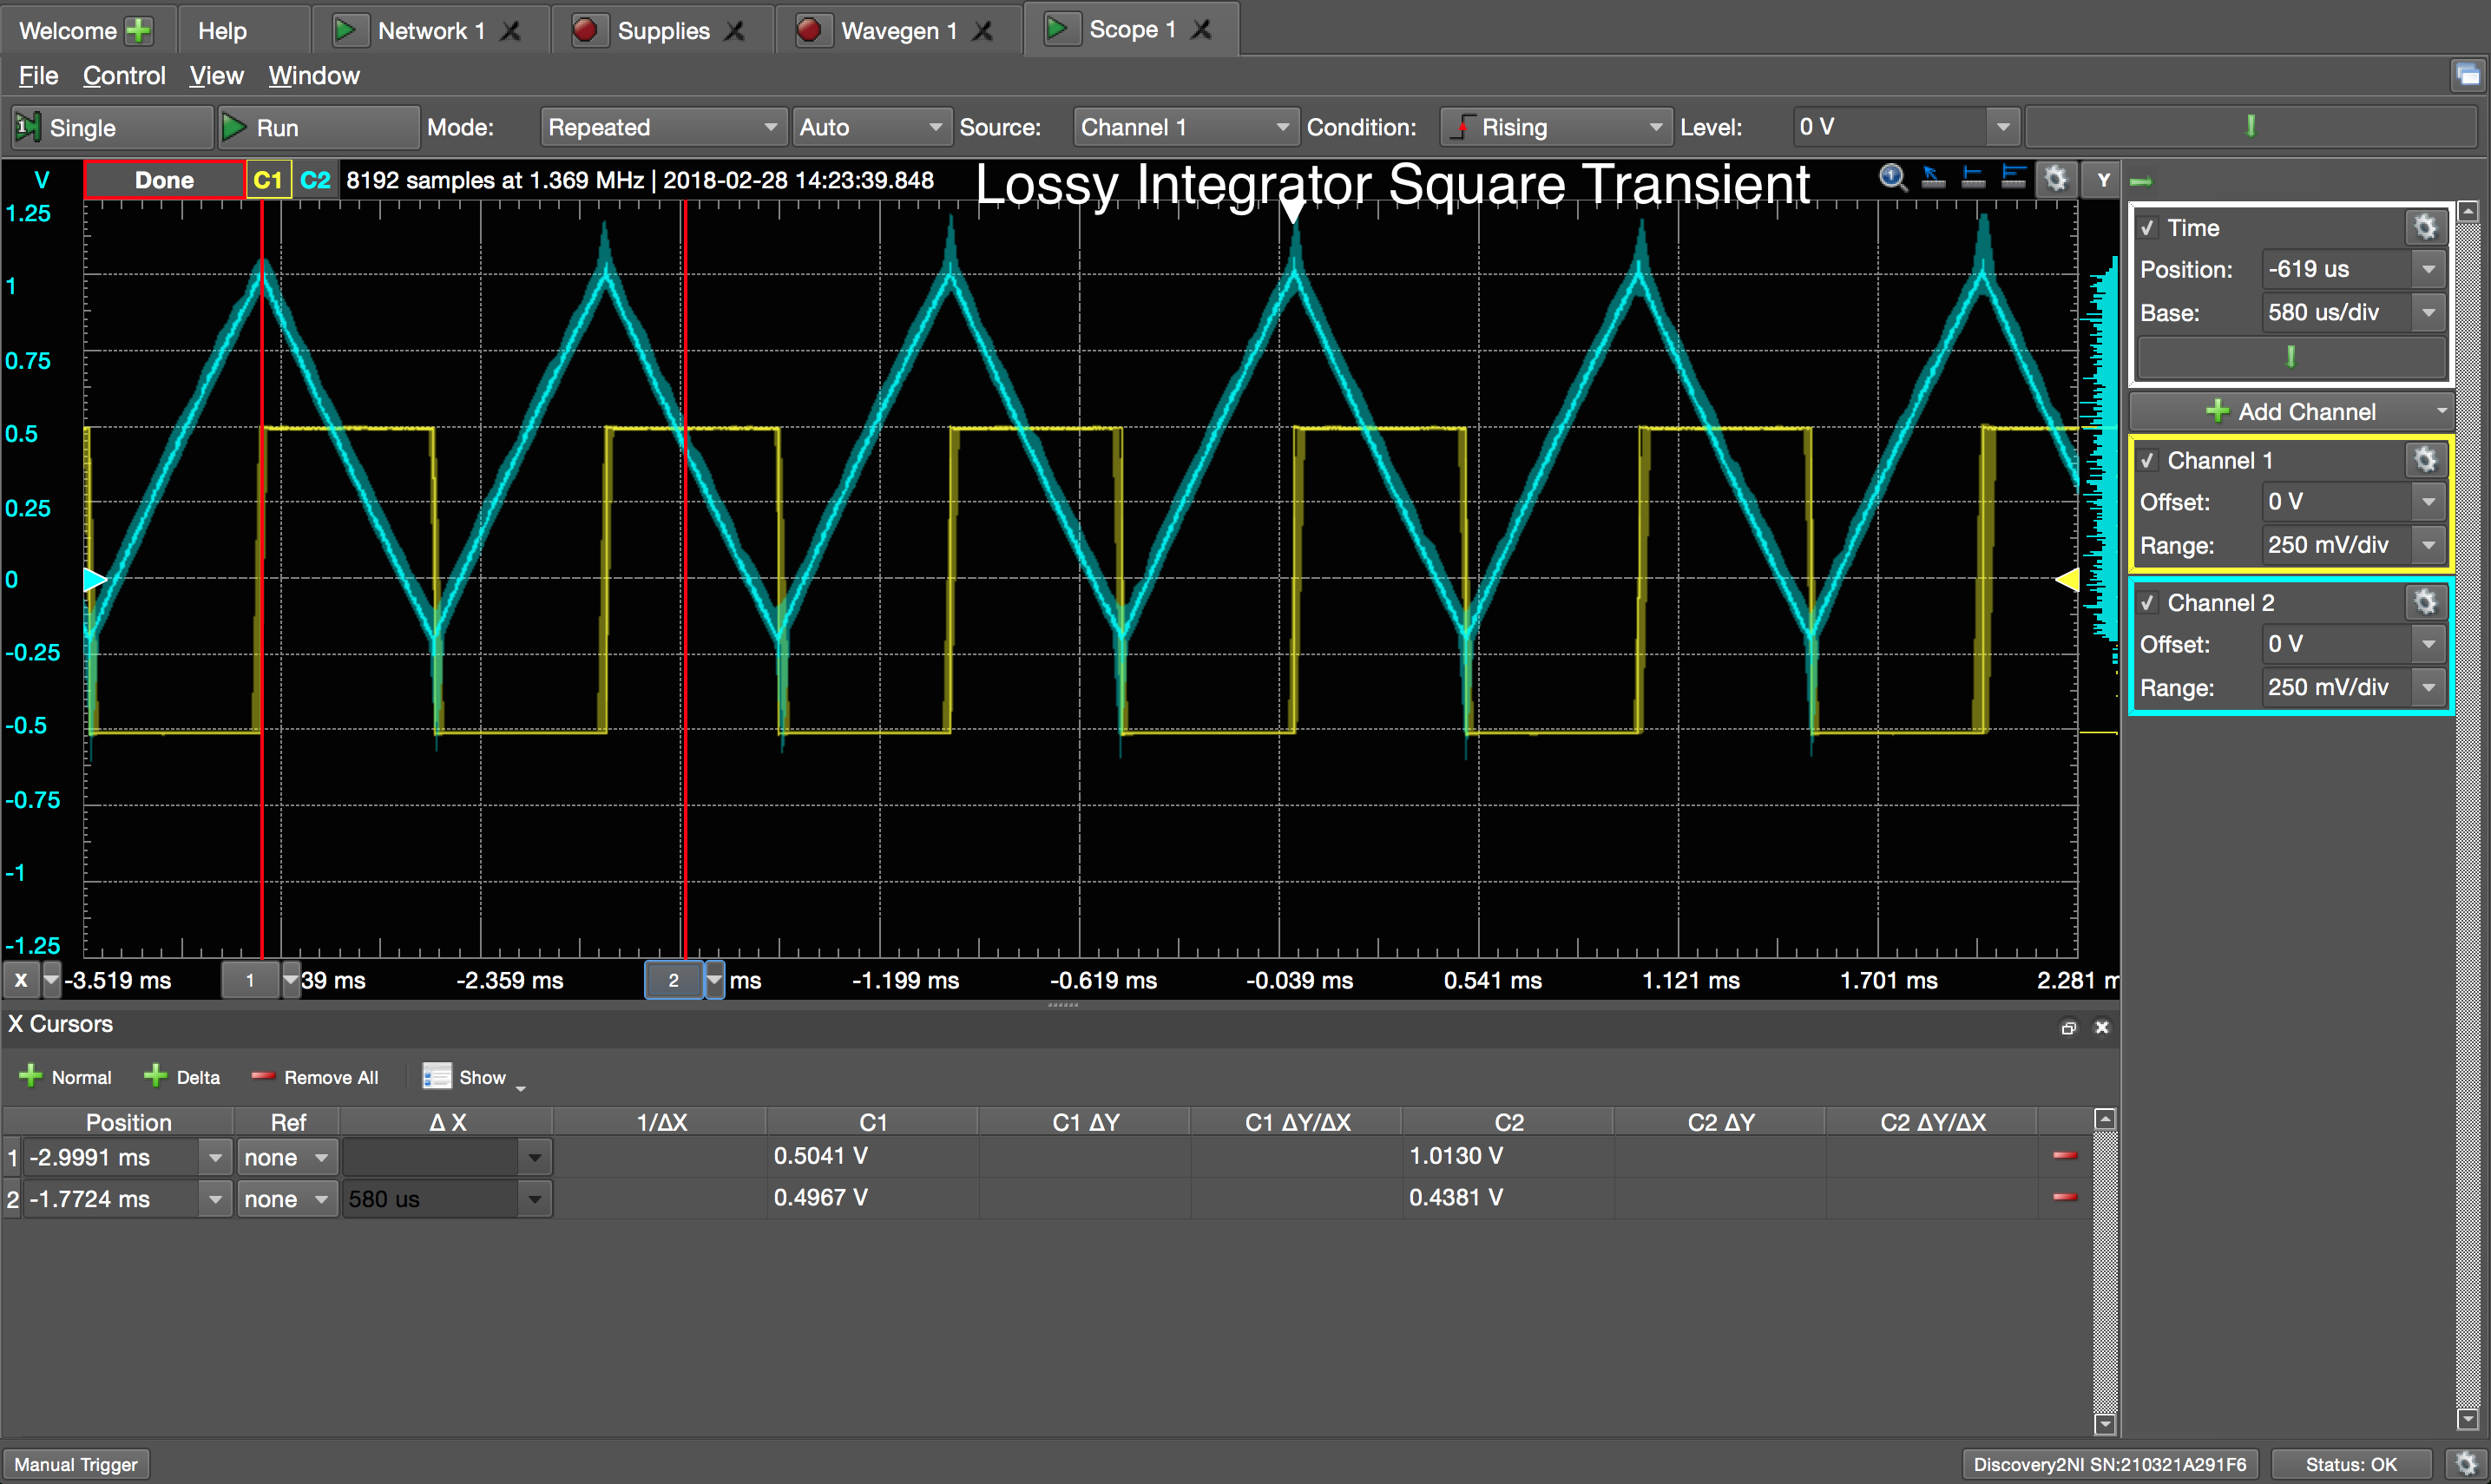 Welcome Help Network 1 Supplies Wavegen 1 Scope 1
File Control View Window
1 Single Run Mode: Repeated Auto Source: Channel 1 Condition: Rising Level: 0 V
V Done C1 C2 8192 samples at 1.369 MHz | 2018-02-28 14:23:39.848 Lossy Integrator Square Transient 1 Y
1.25
1
0.75
0.5
0.25
0
-0.25
-0.5
-0.75
-1
-1.25
X -3.519 ms 1 39 ms -2.359 ms 2 ms -1.199 ms -0.619 ms -0.039 ms 0.541 ms 1.121 ms 1.701 ms 2.281 m
Time
Position: -619 us
Base: 580 us/div
Add Channel
Channel 1
Offset: 0 V
Range: 250 mV/div
Channel 2
Offset: 0 V
Range: 250 mV/div
X Cursors
Normal Delta Remove All Show
Position Ref Δ X 1/ΔX C1 C1 ΔY C1 ΔY/ΔX C2 C2 ΔY C2 ΔY/ΔX
1 -2.9991 ms none 0.5041 V 1.0130 V
2 -1.7724 ms none 580 us 0.4967 V 0.4381 V
Manual Trigger Discovery2NI SN:210321A291F6 Status: OK